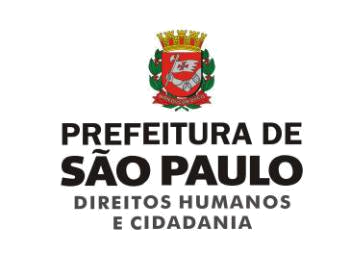 PREFEITURA DE
SÃO PAULO
DIREITOS HUMANOS
E CIDADANIA